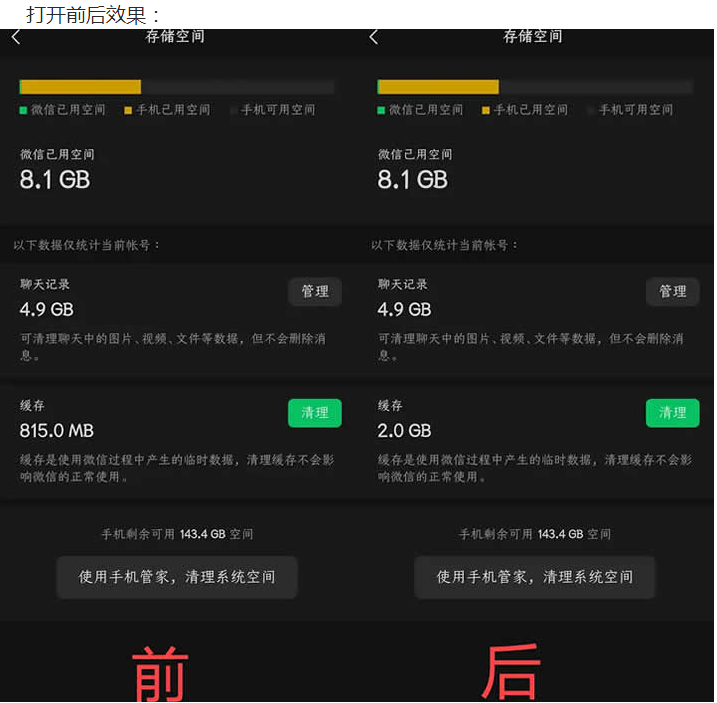 打开前后效果：
存储空间
微信已用空间 手机已用空间 手机可用空间
微信已用空间
8.1 GB
以下数据仅统计当前帐号：
聊天记录
管理
4.9 GB
可清理聊天中的图片、视频、文件等数据，但不会删除消
息。
缓存
清理
815.0 MB
缓存是使用微信过程中产生的临时数据，清理缓存不会影
响微信的正常使用。
手机剩余可用 143.4 GB 空间
使用手机管家，清理系统空间
前
存储空间
微信已用空间 手机已用空间 手机可用空间
微信已用空间
8.1 GB
以下数据仅统计当前帐号：
聊天记录
管理
4.9 GB
可清理聊天中的图片、视频、文件等数据，但不会删除消
息。
缓存
清理
2.0 GB
缓存是使用微信过程中产生的临时数据，清理缓存不会影
响微信的正常使用。
手机剩余可用 143.4 GB 空间
使用手机管家，清理系统空间
后